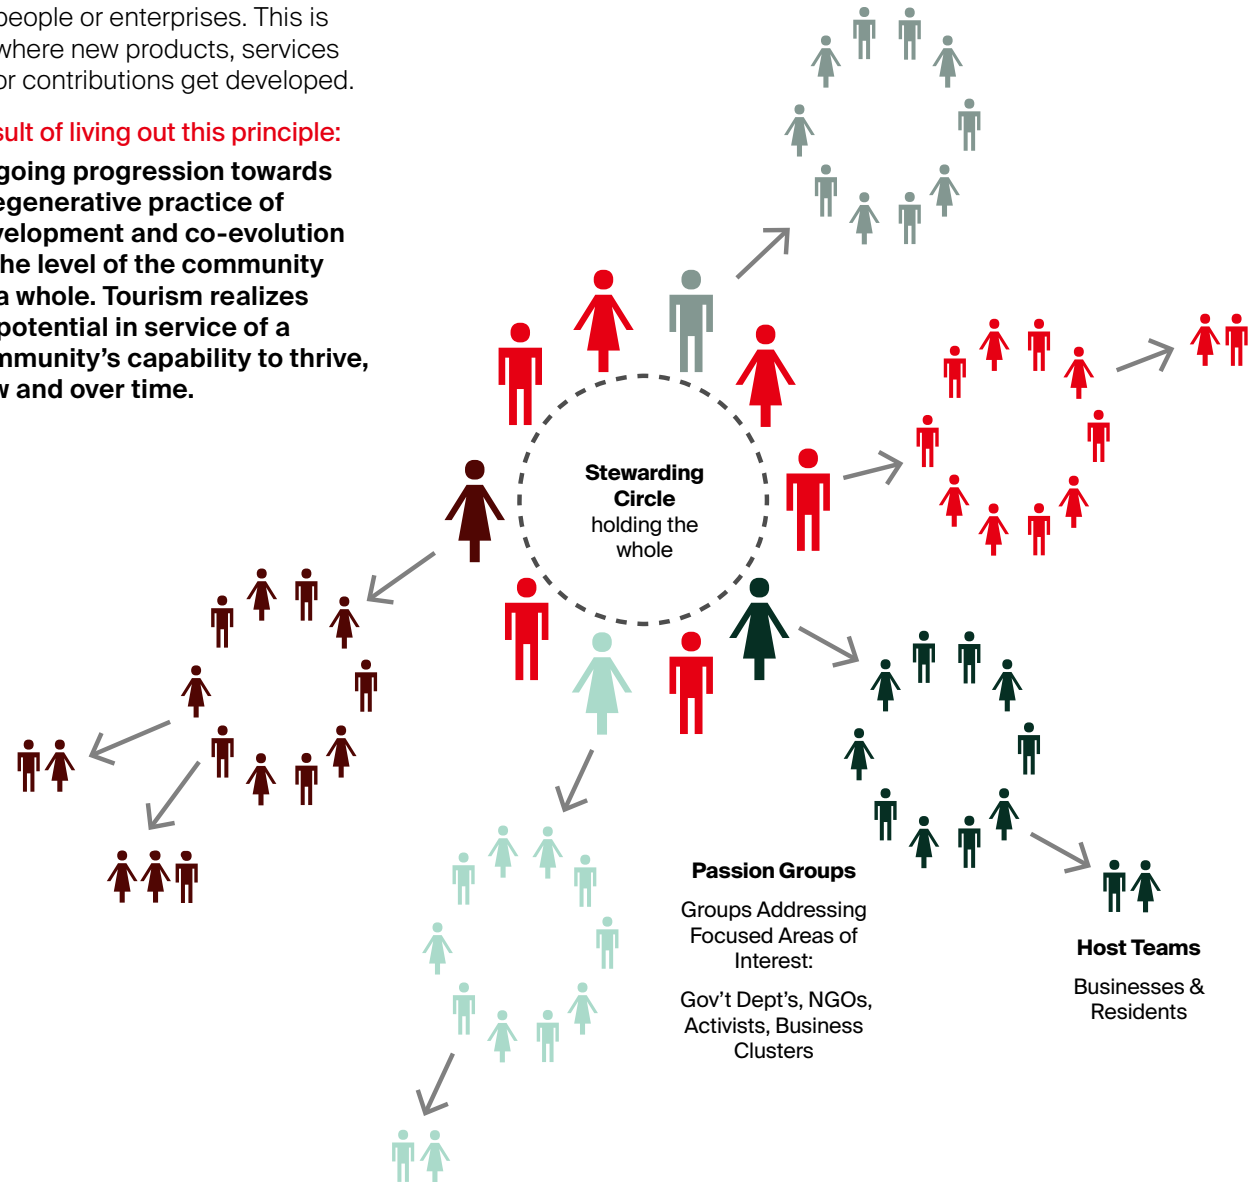 people or enterprises. This is
where new products, services
or contributions get developed.
sult of living out this principle:
going progression towards
egenerative practice of
velopment and co-evolution
he level of the community
a whole. Tourism realizes
potential in service of a
mmunity's capability to thrive,
w and over time.
Stewarding
Circle
holding the
whole
Passion Groups
Groups Addressing
Focused Areas of
Interest:
Gov't Dept's, NGOs,
Activists, Business
Clusters
Host Teams
Businesses &
Residents